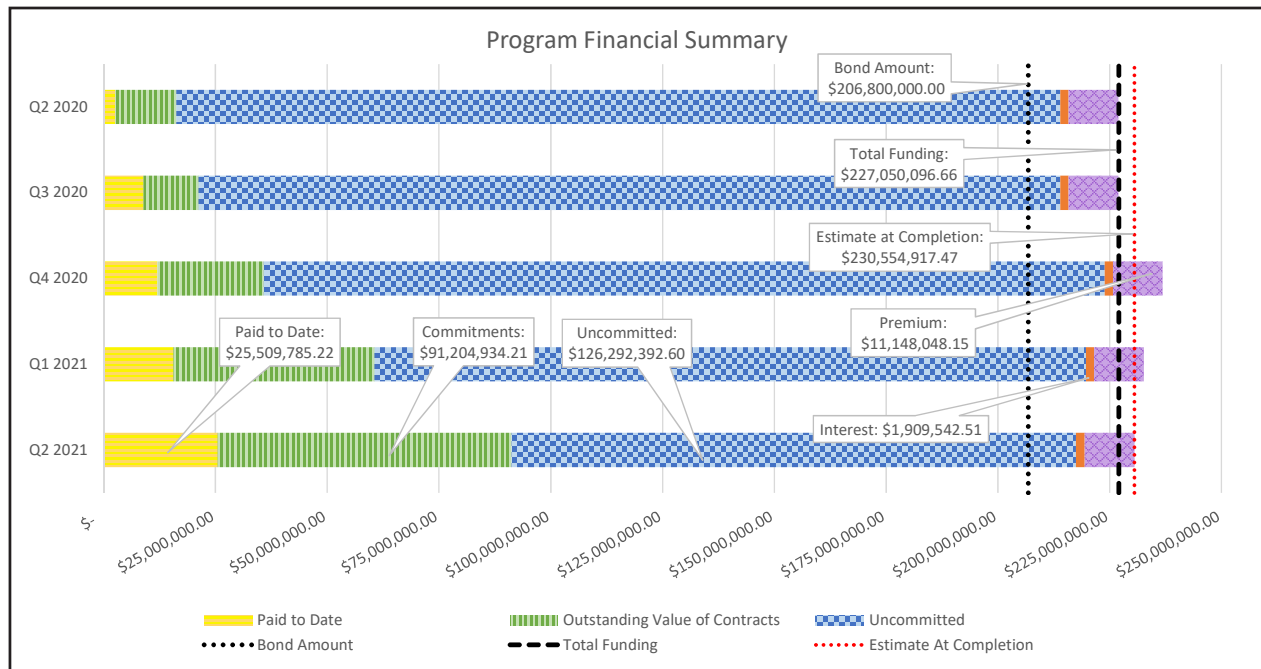 Program Financial Summary
Bond Amount:
$206,800,000.00
Q2 2020
Total Funding:
$227,050,096.66
Q3 2020
Estimate at Completion:
$230,554,917.47
Q4 2020
Premium:
$11,148,048.15
Paid to Date:
$25,509,785.22
Commitments:
$91,204,934.21
Uncommitted:
$126,292,392.60
Q1 2021
Interest: $1,909,542.51
Q2 2021
$-
$25,000,000.00
$50,000,000.00
$75,000,000.00
$100,000,000.00
$125,000,000.00
$150,000,000.00
$175,000,000.00
$200,000,000.00
$225,000,000.00
$250,000,000.00
Paid to Date
Outstanding Value of Contracts
Uncommitted
Bond Amount
Total Funding
Estimate At Completion